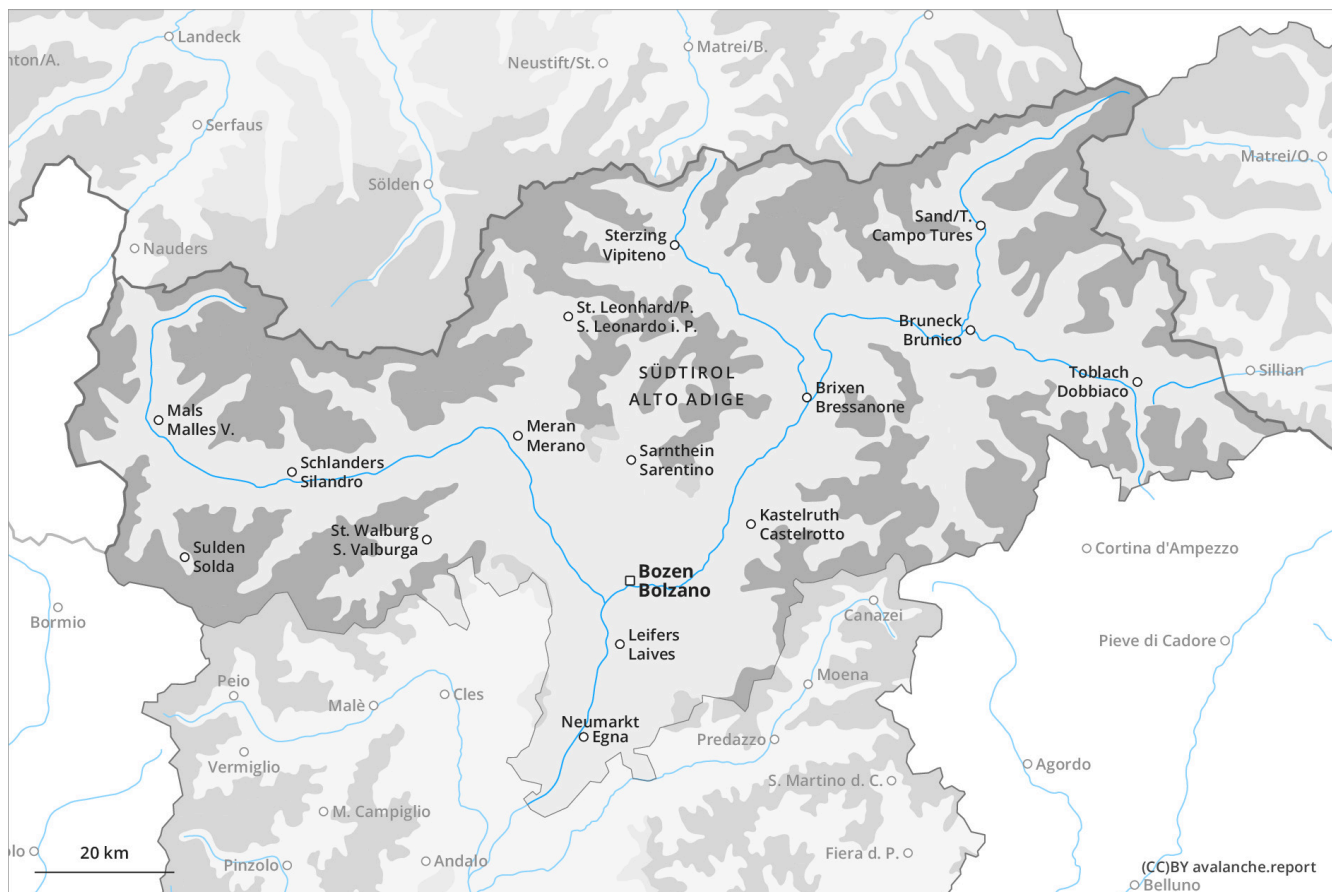 Landeck
nton/A.
Neustift/St.
Matrei/B.
Serfaus
Matrei/O.
Sölden
Sand/T.
Campo Tures
Sterzing
Vipiteno
Nauders
St. Leonhard/P.
S. Leonardo i. P.
Bruneck
Brunico
SÜDTIROL
ALTO ADIGE
Toblach
Dobbiaco
Sillian
Brixen
Bressanone
Mals
Malles V.
Meran
Merano
Sarnthein
Sarentino
Schlanders
Silandro
Kastelruth
Castelrotto
St. Walburg
S. Valburga
Sulden
Solda
Cortina d'Ampezzo
Bozen
Bolzano
Bormio
Canazei
Leifers
Laives
Pieve di Cadore
Peio
Moena
Malè
Cles
Neumarkt
Egna
Predazzo
Vermiglio
Agordo
S. Martino d. C.
M. Campiglio
olo
20 km
Pinzolo
Andalo
Fiera d. P.
(CC)BY avalanche.report
Belluno